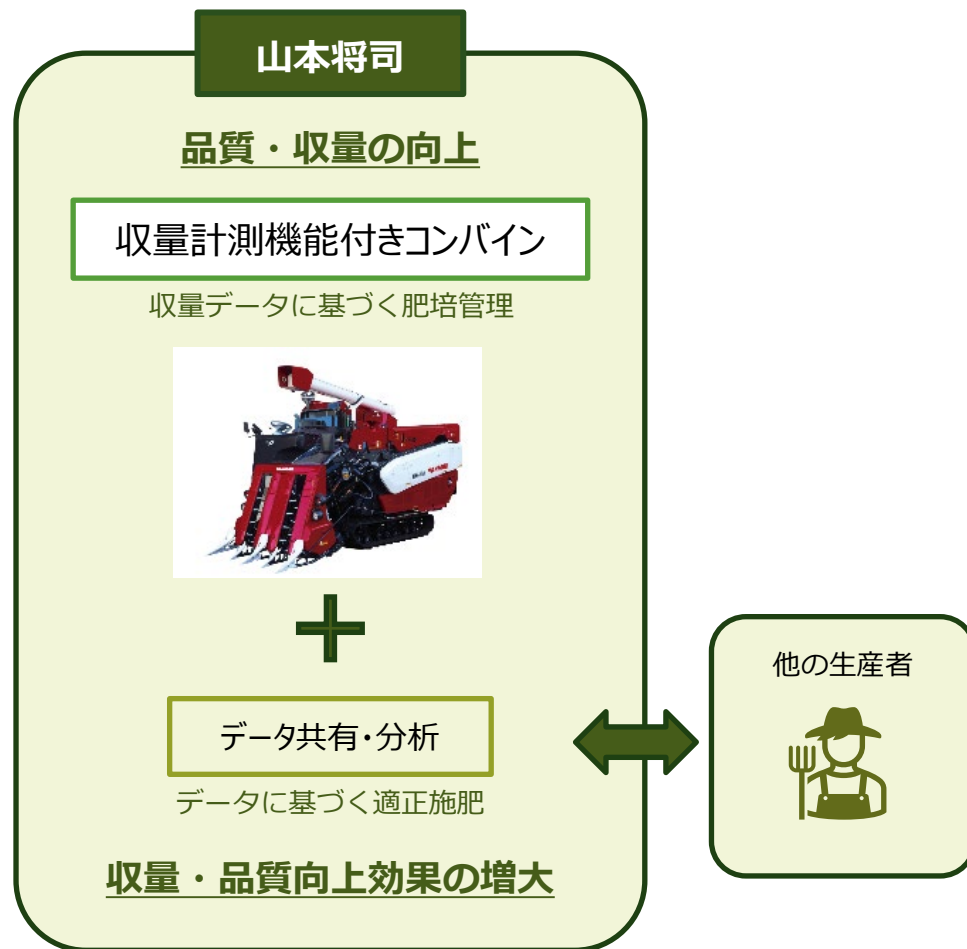 山本将司
品質・収量の向上
収量計測機能付きコンバイン
収量データに基づく肥培管理
データ共有・分析
データに基づく適正施肥
収量・品質向上効果の増大
他の生産者